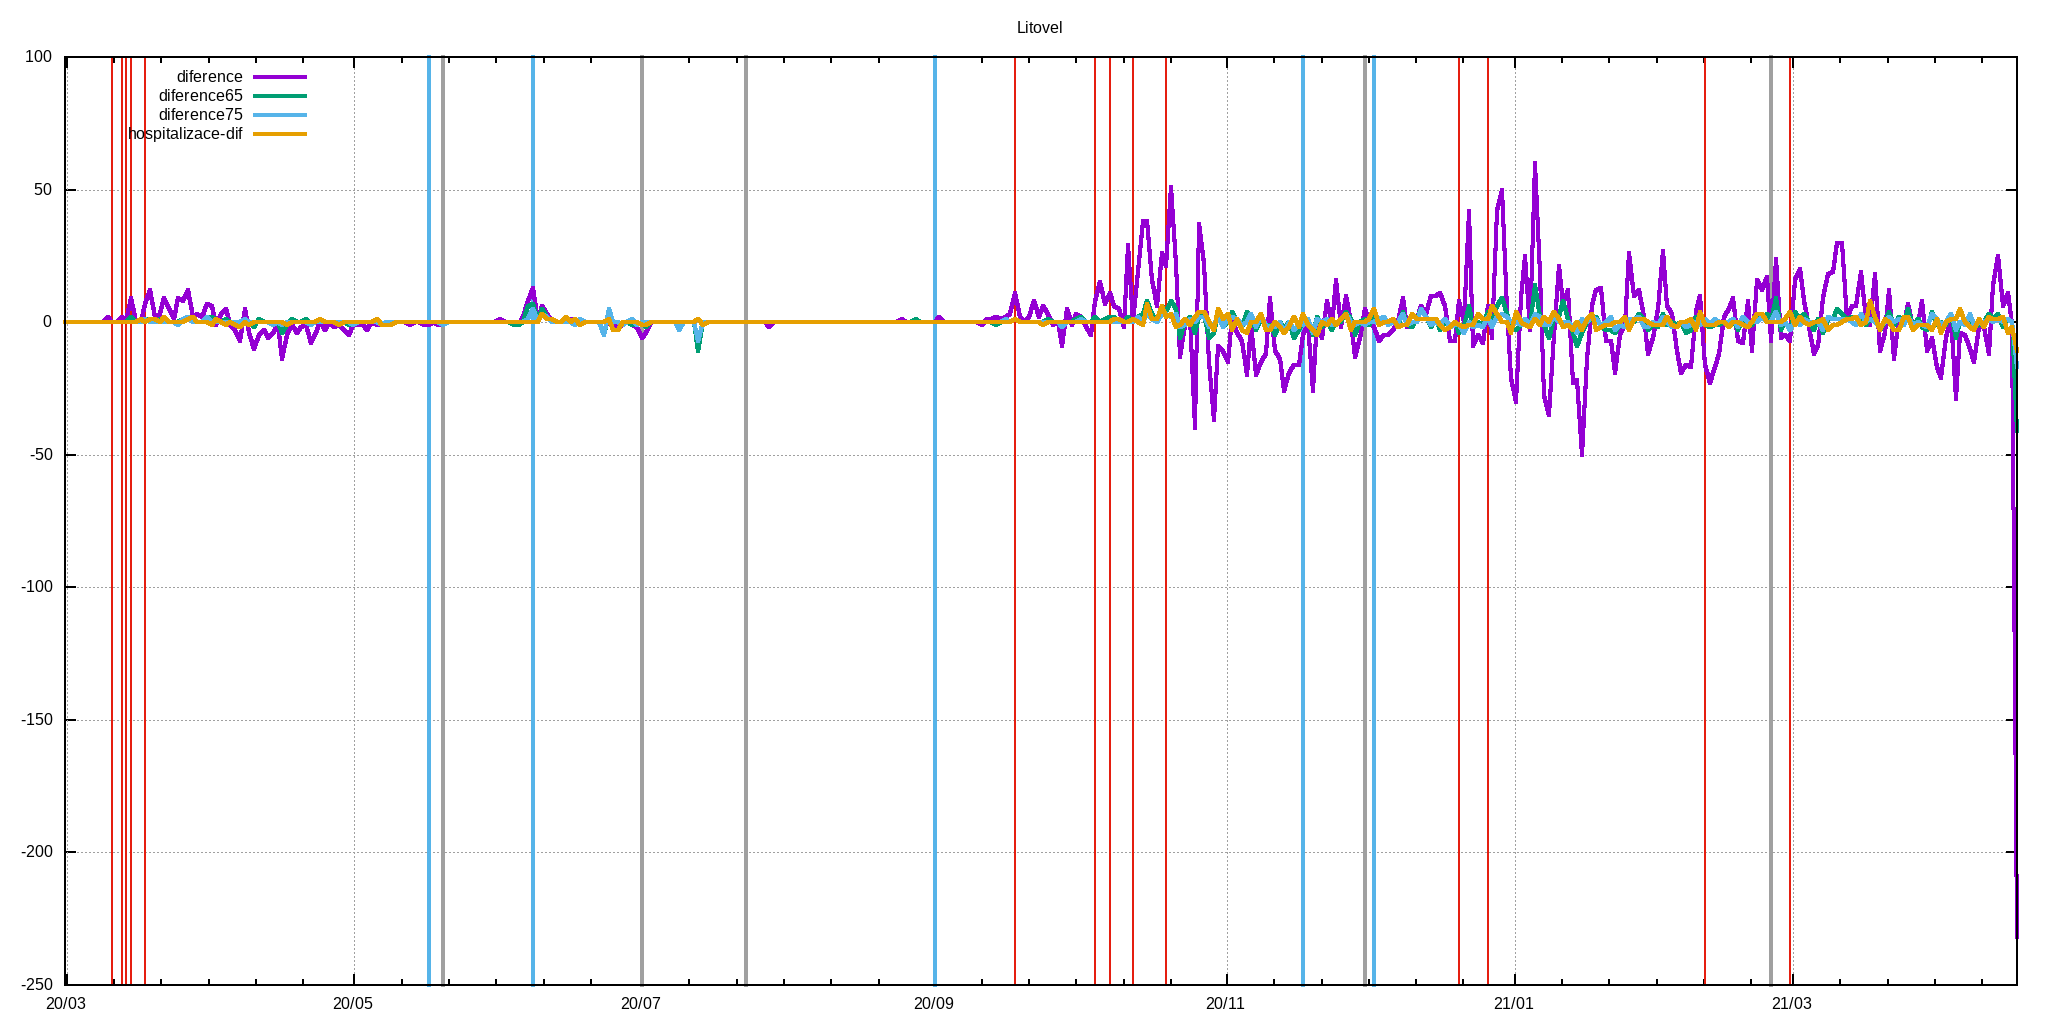 Litovel
100
50
0
-50
-100
-150
-200
-250
diference
diference65
diference75
hospitalizace-dif
20/03 20/05 20/07 20/09 20/11 21/01 21/03